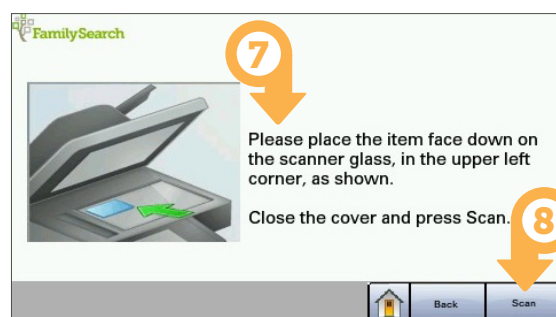 FamilySearch
7
Please place the item face down on
the scanner glass, in the upper left
corner, as shown.
Close the cover and press Scan.
8
Back
Scan